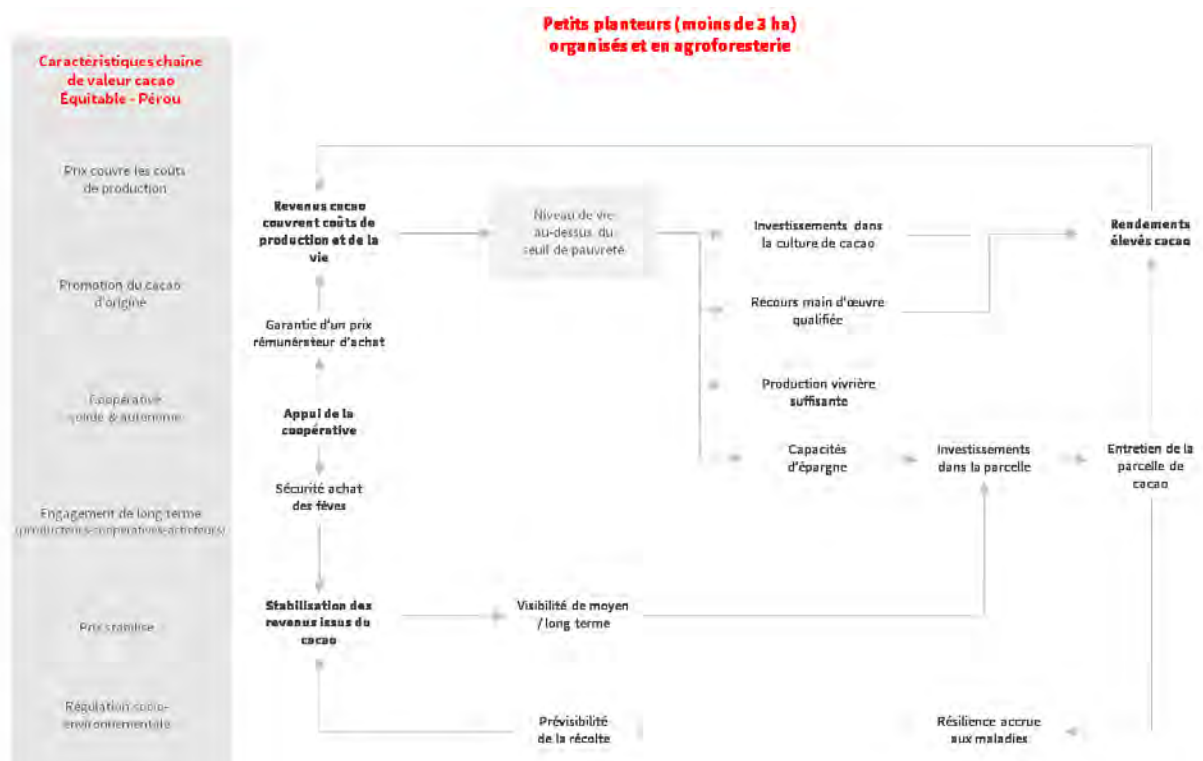 Petits planteurs (moins de 3 ha)
organisés et en agroforesterie
Caractéristiques chaîne
de valeur cacao
Équitable - Pérou
Prix couvre les coûts
de production
Promotion du cacao
d'origine
Coopérative
solide & autonome
Engagement de long terme
(producteurs-coopératives-acheteurs)
Prix stabilisé
Régulation socio-
environnementale
Revenus cacao
couvrent coûts de
production et de la
vie
Niveau de vie
au-dessus du
seuil de pauvreté
Investissements dans
la culture de cacao
Rendements
élevés cacao
Recours main d'œuvre
qualifiée
Garantie d'un prix
rémunérateur d'achat
Production vivrière
suffisante
Appui de la
coopérative
Capacités
d'épargne
Investissements
dans la parcelle
Entretien de la
parcelle de
cacao
Sécurité achat
des fèves
Stabilisation des
revenus issus du
cacao
Visibilité de moyen
/ long terme
Prévisibilité
de la récolte
Résilience accrue
aux maladies